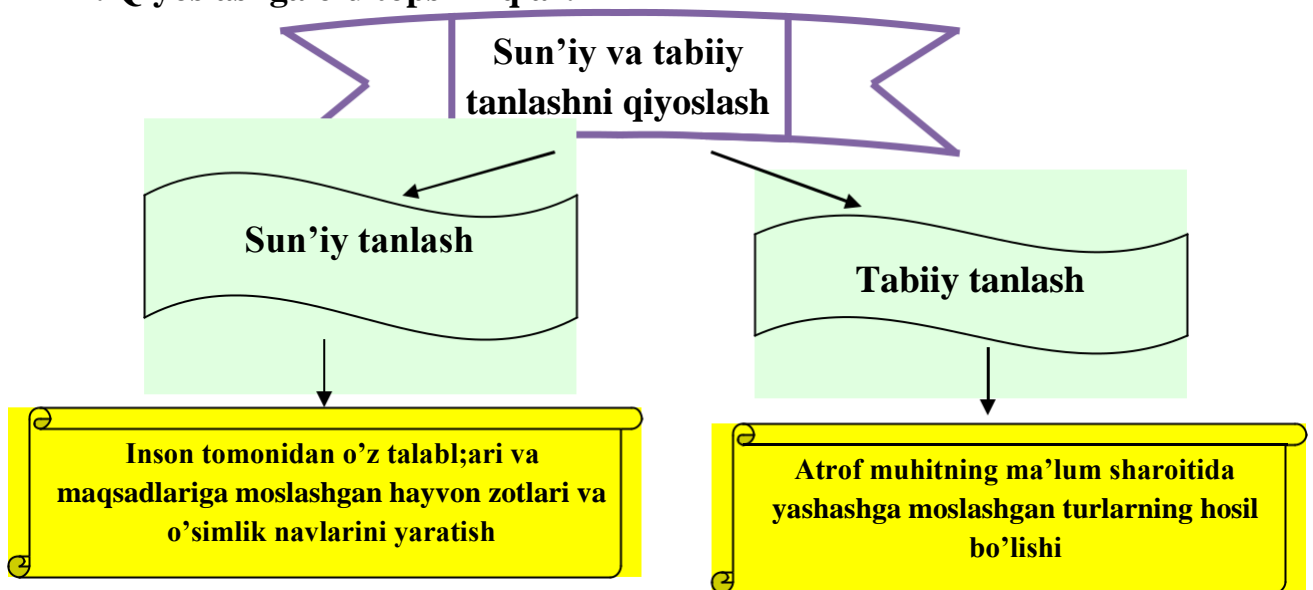 Sun’iy va tabiiy
tanlashni qiyoslash
Sun’iy tanlash
Tabiiy tanlash
Inson tomonidan o’z talabl;ari va
maqsadlariga moslashgan hayvon zotlari va
o’simlik navlarini yaratish
Atrof muhitning ma’lum sharoitida
yashashga moslashgan turlarning hosil
bo’lishi